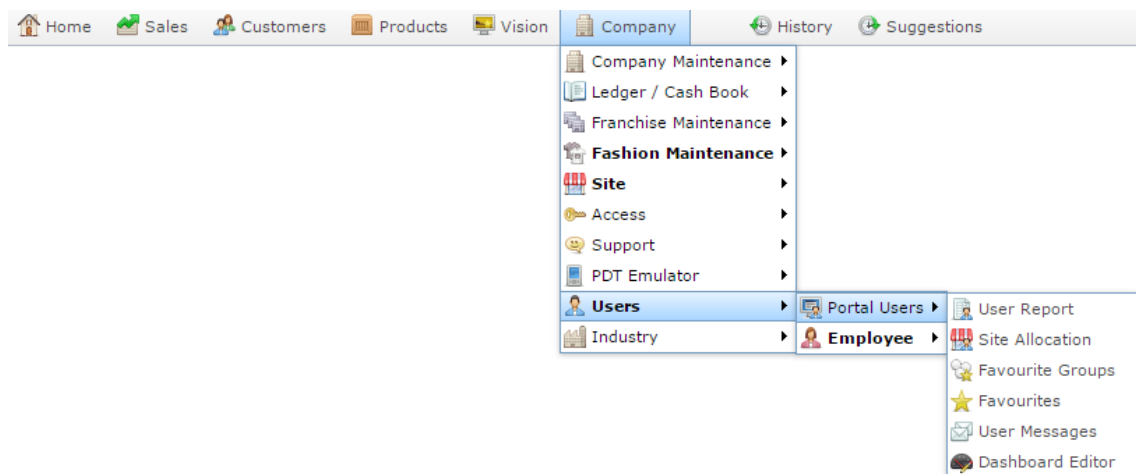 Home Sales Customers Products Vision Company History Suggestions
Company Maintenance
Ledger / Cash Book
Franchise Maintenance
Fashion Maintenance
Site
Access
Support
PDT Emulator
Users
Industry
Portal Users
Employee
User Report
Site Allocation
Favourite Groups
Favourites
User Messages
Dashboard Editor